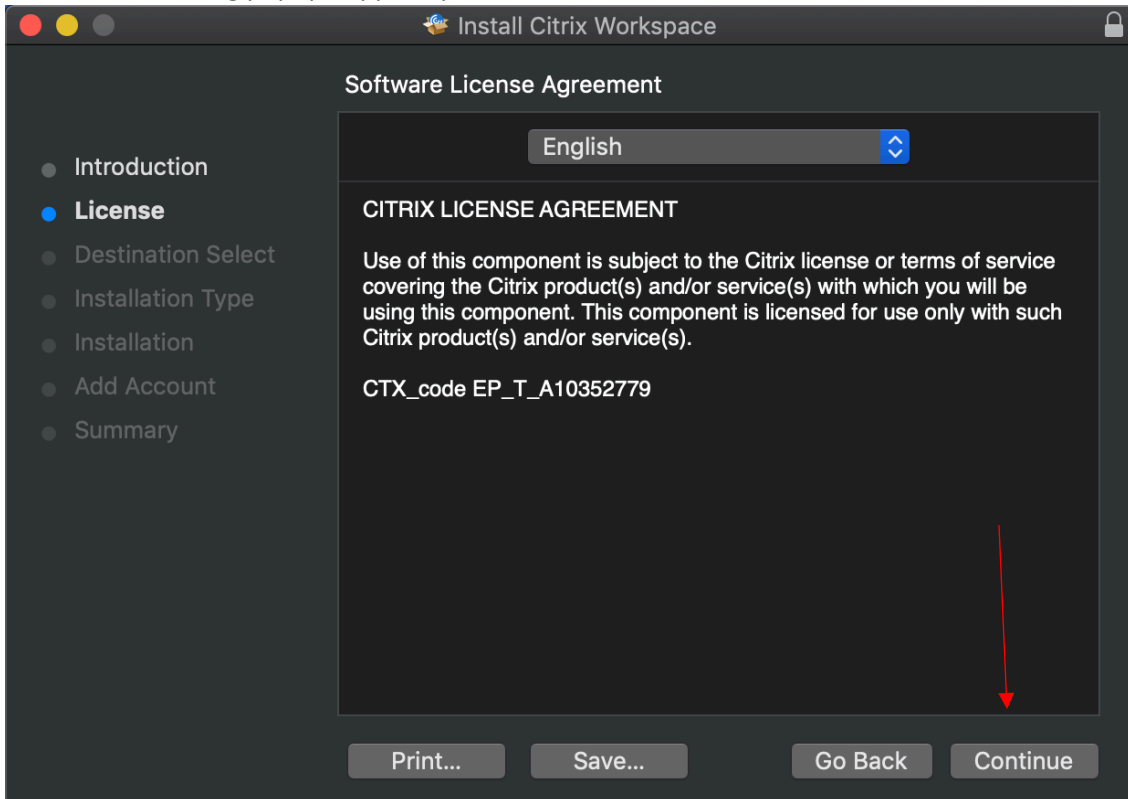 Install Citrix Workspace
Software License Agreement
Introduction
License
Destination Select
Installation Type
Installation
Add Account
Summary
English
CITRIX LICENSE AGREEMENT
Use of this component is subject to the Citrix license or terms of service
covering the Citrix product(s) and/or service(s) with which you will be
using this component. This component is licensed for use only with such
Citrix product(s) and/or service(s).
CTX_code EP_T_A10352779
Print...
Save...
Go Back
Continue